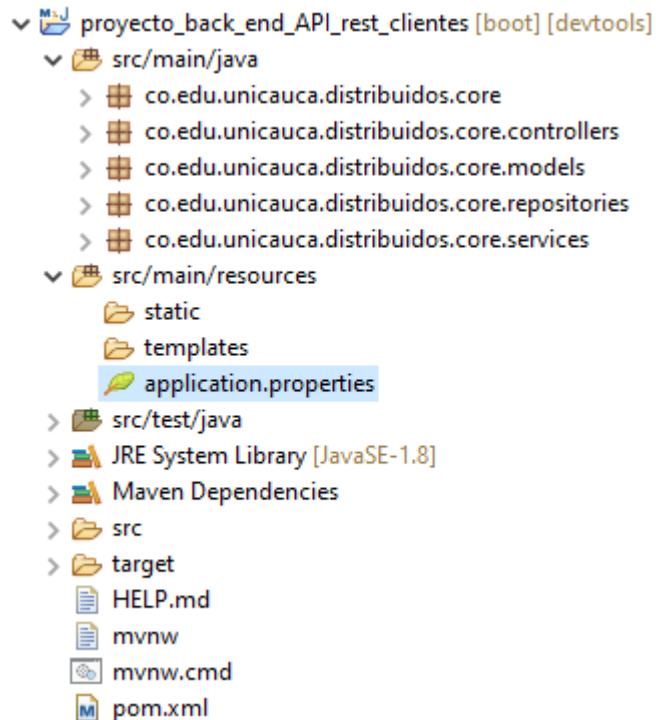 proyecto_back_end_API_rest_clientes [boot] [devtools]
src/main/java
co.edu.unicauca.distribuidos.core
co.edu.unicauca.distribuidos.core.controllers
co.edu.unicauca.distribuidos.core.models
co.edu.unicauca.distribuidos.core.repositories
co.edu.unicauca.distribuidos.core.services
src/main/resources
static
templates
application.properties
src/test/java
JRE System Library [JavaSE-1.8]
Maven Dependencies
src
target
HELP.md
mvnw
mvnw.cmd
pom.xml